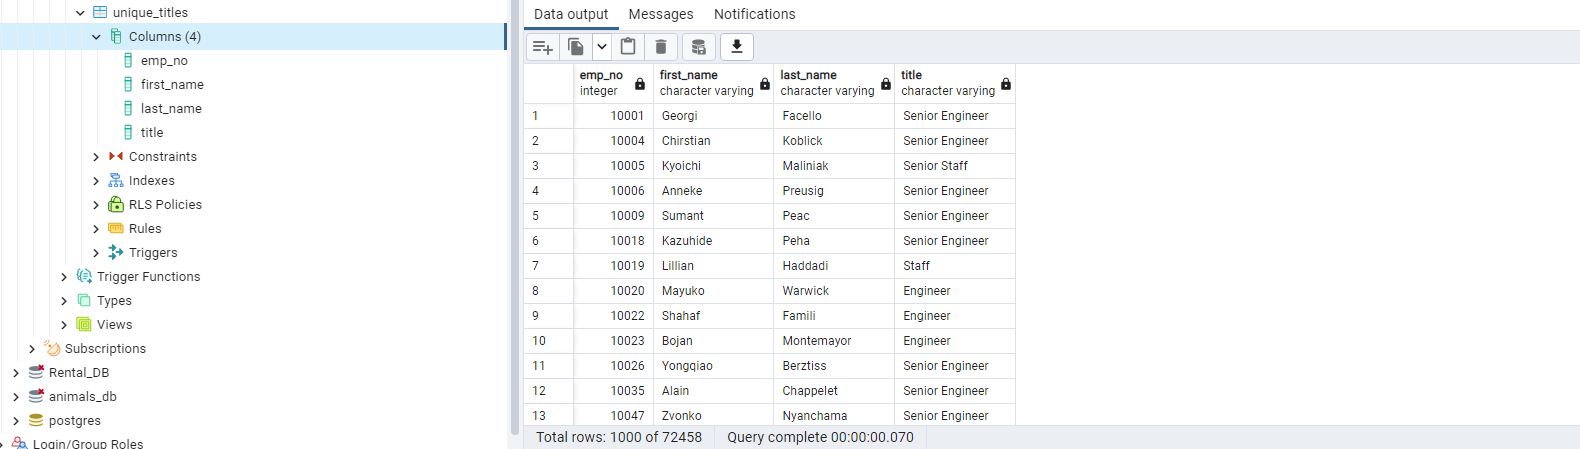 unique_titles
Columns (4)
emp_no
first_name
last_name
title
Constraints
Indexes
RLS Policies
Rules
Triggers
Trigger Functions
Types
Views
Subscriptions
Rental_DB
animals_db
postgres
Login/Group Roles
Data output Messages Notifications
emp_no first_name last_name title
integer character varying character varying character varying
1 10001 Georgi Facello Senior Engineer
2 10004 Chirstian Koblick Senior Engineer
3 10005 Kyoichi Maliniak Senior Staff
4 10006 Anneke Preusig Senior Engineer
5 10009 Sumant Peac Senior Engineer
6 10018 Kazuhide Peha Senior Engineer
7 10019 Lillian Haddadi Staff
8 10020 Mayuko Warwick Engineer
9 10022 Shahaf Famili Engineer
10 10023 Bojan Montemayor Engineer
11 10026 Yongqiao Berztiss Senior Engineer
12 10035 Alain Chappelet Senior Engineer
13 10047 Zvonko Nyanchama Senior Engineer
Total rows: 1000 of 72458 Query complete 00:00:00.070